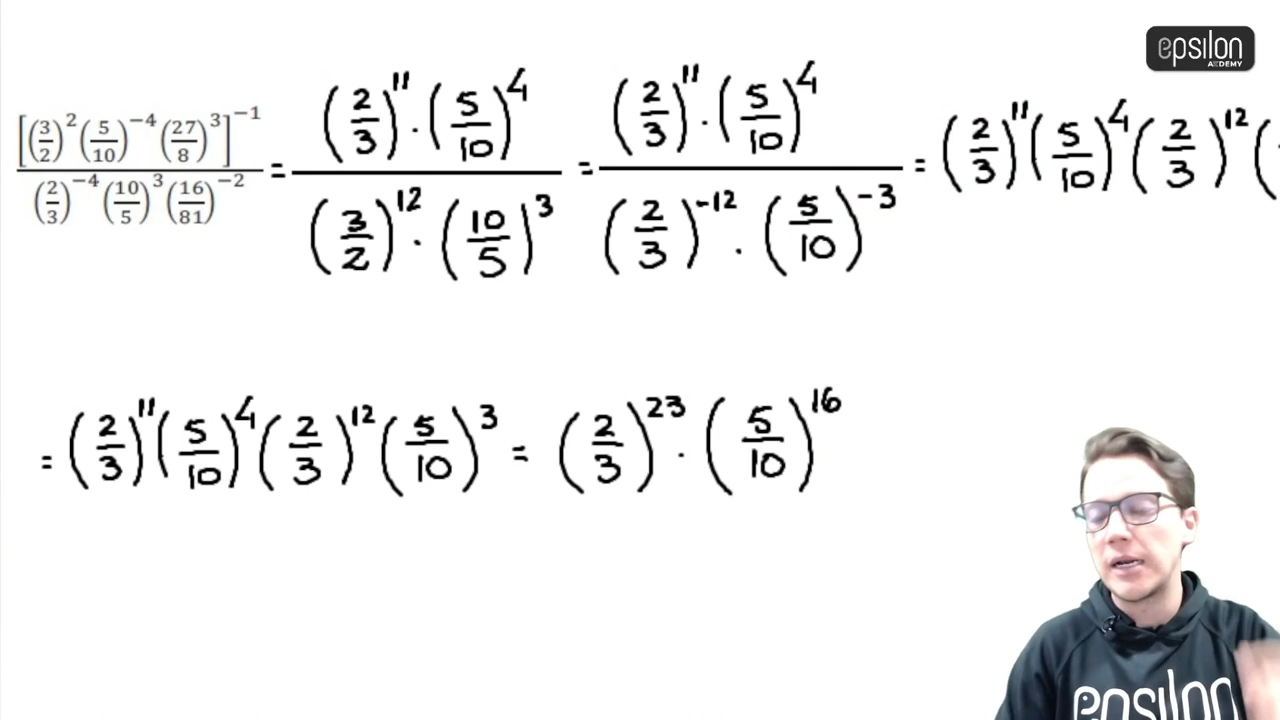 epsilon
ACADEMY
[(3/2)^2 (5/10)^-4 (27/8)^3]^-1 / (2/3)^-4 (10/5)^3 (16/81)^-2 = (2/3)^11 · (5/10)^4 / (3/2)^12 · (10/5)^3 = (2/3)^11 · (5/10)^4 / (2/3)^-12 · (5/10)^-3 = (2/3)^11 (5/10)^4 (2/3)^12 (
= (2/3)^11 (5/10)^4 (2/3)^12 (5/10)^3 = (2/3)^23 · (5/10)^16
epsilon